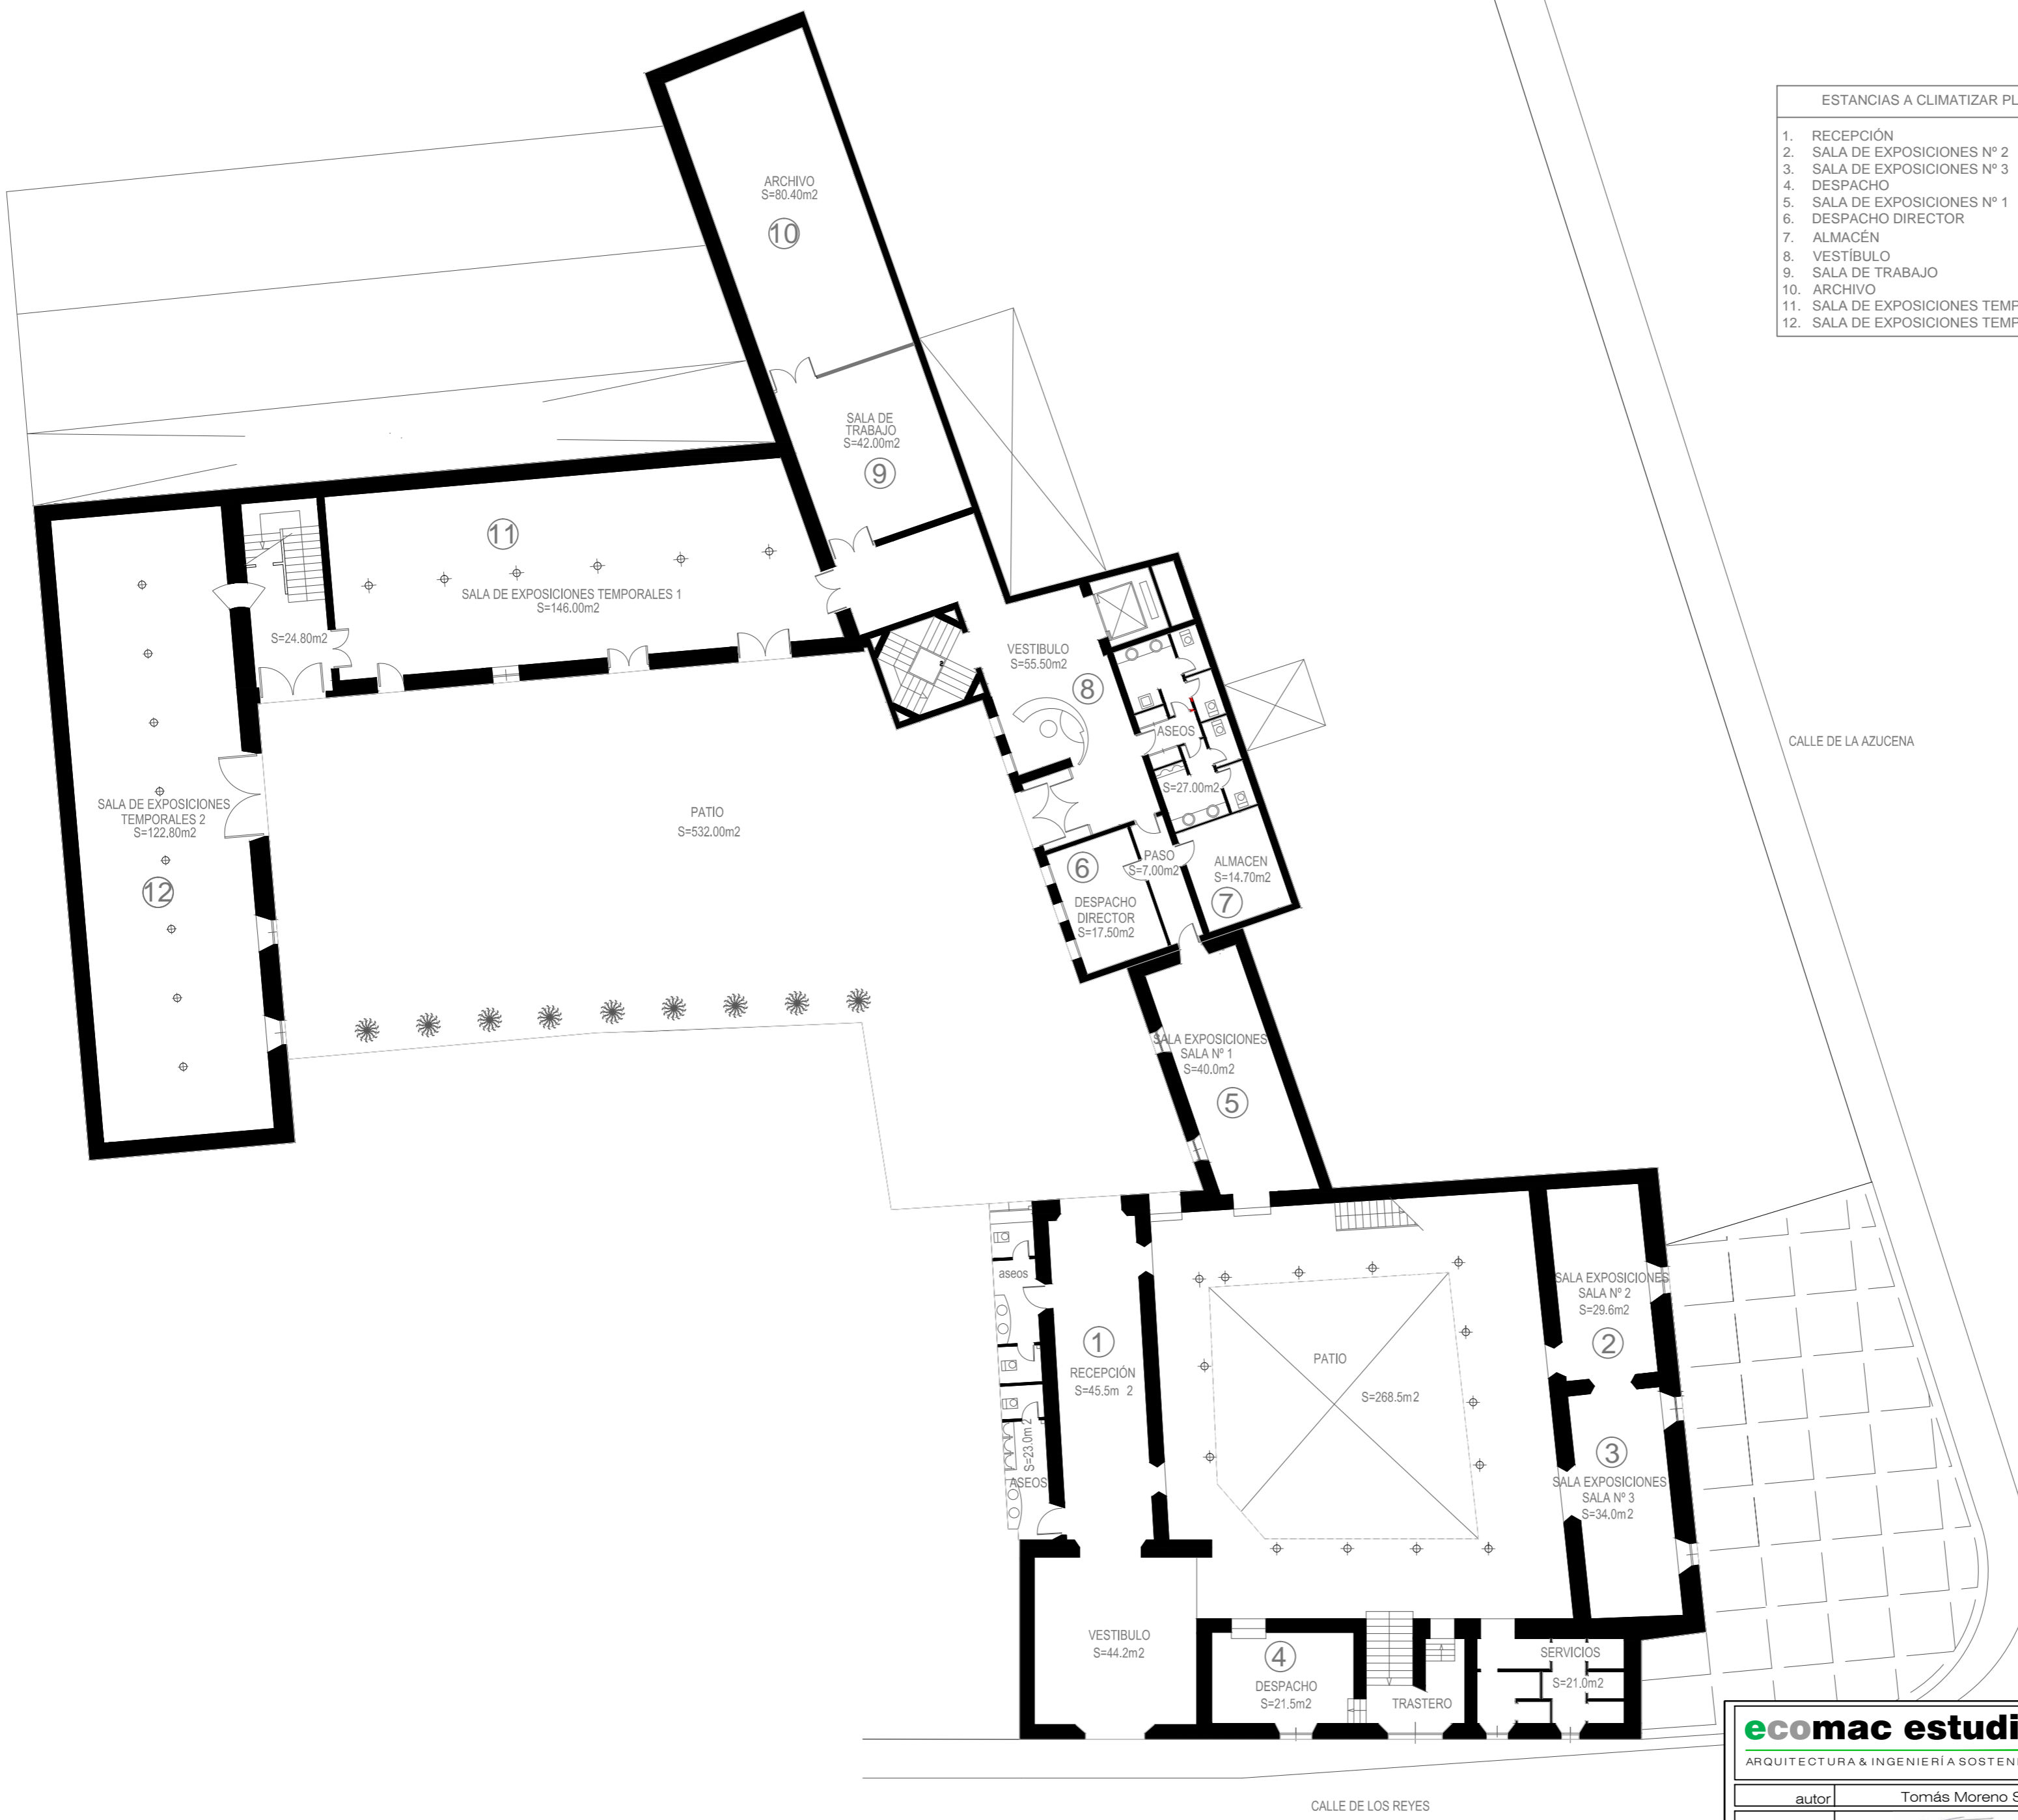 ESTANCIAS A CLIMATIZAR PL
1. RECEPCIÓN
2. SALA DE EXPOSICIONES Nº 2
3. SALA DE EXPOSICIONES Nº 3
4. DESPACHO
5. SALA DE EXPOSICIONES Nº 1
6. DESPACHO DIRECTOR
7. ALMACÉN
8. VESTÍBULO
9. SALA DE TRABAJO
10. ARCHIVO
11. SALA DE EXPOSICIONES TEMP
12. SALA DE EXPOSICIONES TEMP
ARCHIVO
S=80.40m2
10
SALA DE
TRABAJO
S=42.00m2
9
11
SALA DE EXPOSICIONES TEMPORALES 1
S=146.00m2
S=24.80m2
VESTIBULO
S=55.50m2
8
ASEOS
S=27.00m2
CALLE DE LA AZUCENA
SALA DE EXPOSICIONES
TEMPORALES 2
S=122.80m2
12
PATIO
S=532.00m2
6
DESPACHO
DIRECTOR
S=17.50m2
PASO
S=7.00m2
ALMACEN
S=14.70m2
7
SALA EXPOSICIONES
SALA Nº 1
S=40.0m2
5
aseos
1
RECEPCIÓN
S=45.5m 2
S=23.0m 2
ASEOS
PATIO
S=268.5m2
SALA EXPOSICIONES
SALA Nº 2
S=29.6m2
2
3
SALA EXPOSICIONES
SALA Nº 3
S=34.0m2
VESTIBULO
S=44.2m2
4
DESPACHO
S=21.5m2
TRASTERO
SERVICIOS
S=21.0m2
CALLE DE LOS REYES
ecomac estudi
ARQUITECTURA & INGENIERÍA SOSTENI
autor Tomás Moreno S